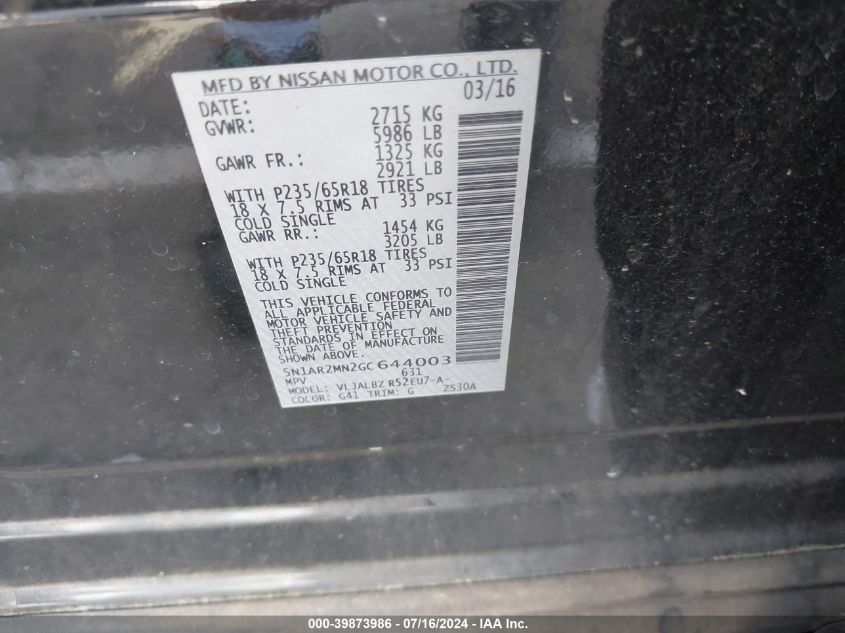 MFD BY NISSAN MOTOR CO., LTD.
DATE: 03/16
GVWR: 2715 KG
5986 LB
GAWR FR.: 1325 KG
2921 LB
WITH P235/65R18 TIRES
18 X 7.5 RIMS AT 33 PSI
COLD SINGLE
GAWR RR.: 1454 KG
3205 LB
WITH P235/65R18 TIRES
18 X 7.5 RIMS AT 33 PSI
COLD SINGLE
THIS VEHICLE CONFORMS TO
ALL APPLICABLE FEDERAL
MOTOR VEHICLE SAFETY AND
THEFT PREVENTION
STANDARDS IN EFFECT ON
THE DATE OF MANUFACTURE
SHOWN ABOVE.
5N1AR2MN2GC644003
MPV 631
MODEL: VL3ALBZ R52EU7-A-
COLOR: G41 TRIM: G ZS30A
000-39873986 - 07/16/2024 - IAA Inc.